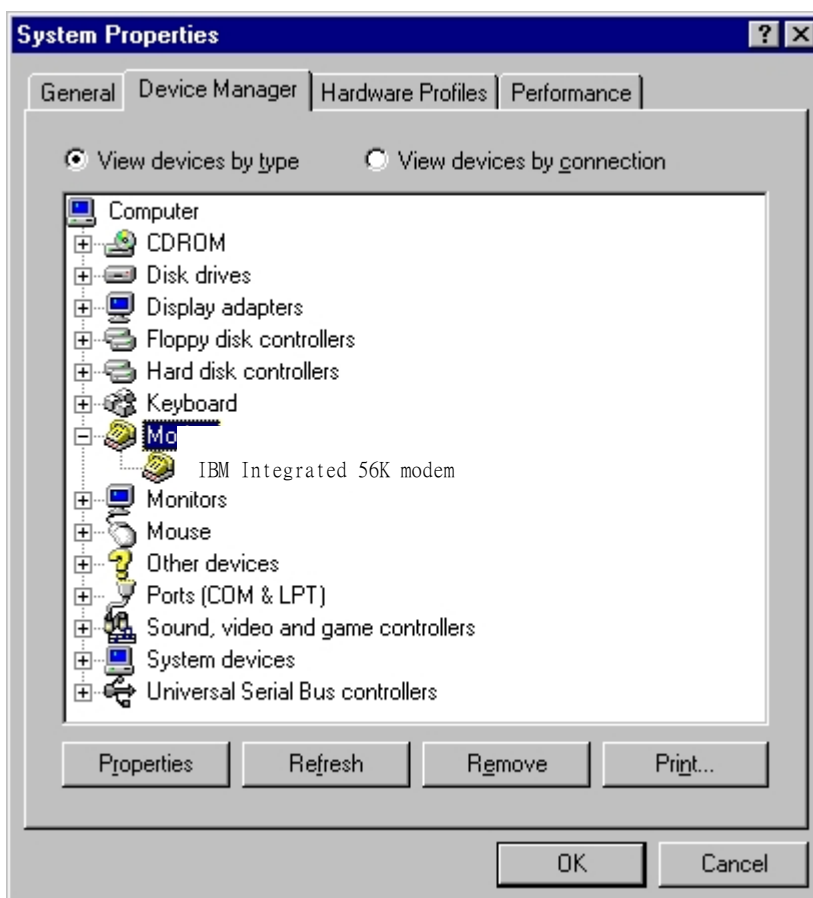 System Properties
General Device Manager Hardware Profiles Performance
View devices by type View devices by connection
Computer
CDROM
Disk drives
Display adapters
Floppy disk controllers
Hard disk controllers
Keyboard
Mo
IBM Integrated 56K modem
Monitors
Mouse
Other devices
Ports (COM & LPT)
Sound, video and game controllers
System devices
Universal Serial Bus controllers
Properties Refresh Remove Print...
OK Cancel